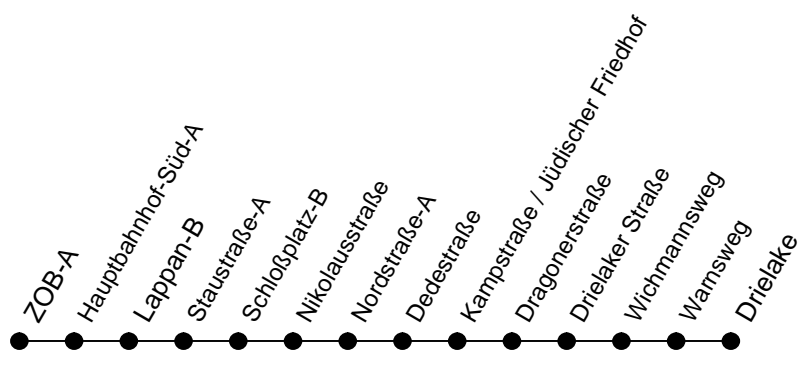 ZOB-A
Hauptbahnhof-Süd-A
Lappan-B
Staustraße-A
Schloßplatz-B
Nikolausstraße
Nordstraße-A
Dedestraße
Kampstraße / Jüdischer Friedhof
Dragonerstraße
Drielaker Straße
Wichmannsweg
Warnsweg
Drielake